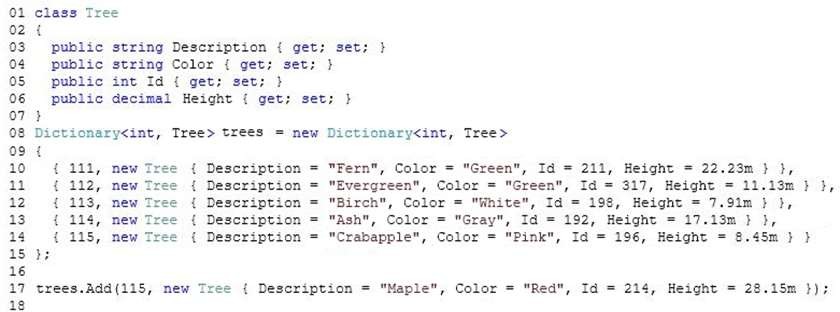 01 class Tree
02 {
03   public string Description { get; set; }
04   public string Color { get; set; }
05   public int Id { get; set; }
06   public decimal Height { get; set; }
07 }
08 Dictionary<int, Tree> trees = new Dictionary<int, Tree>
09 {
10   { 111, new Tree { Description = "Fern", Color = "Green", Id = 211, Height = 22.23m } },
11   { 112, new Tree { Description = "Evergreen", Color = "Green", Id = 317, Height = 11.13m } },
12   { 113, new Tree { Description = "Birch", Color = "White", Id = 198, Height = 7.91m } },
13   { 114, new Tree { Description = "Ash", Color = "Gray", Id = 192, Height = 17.13m } },
14   { 115, new Tree { Description = "Crabapple", Color = "Pink", Id = 196, Height = 8.45m } }
15 };
16
17 trees.Add(115, new Tree { Description = "Maple", Color = "Red", Id = 214, Height = 28.15m });
18